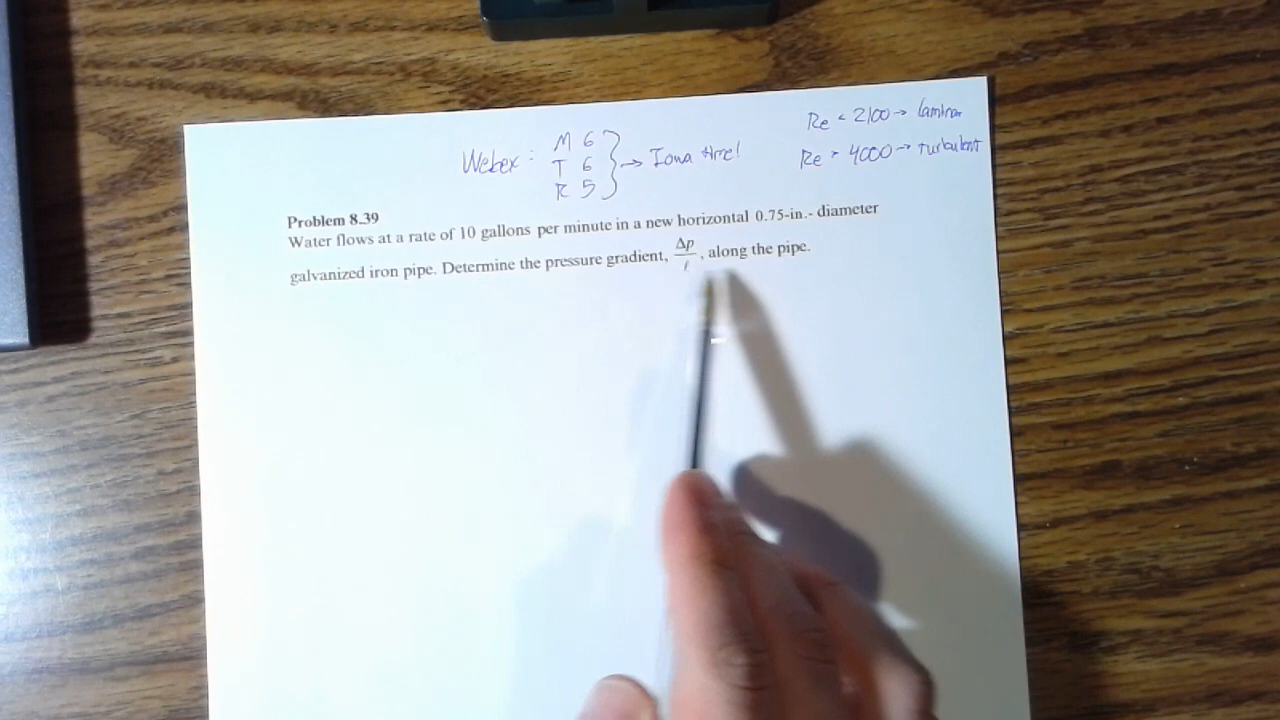 Re < 2100 → laminar
Re > 4000 → turbulent
Webex : M 6
T 6 → Iowa time!
R 5
Problem 8.39
Water flows at a rate of 10 gallons per minute in a new horizontal 0.75-in.- diameter
galvanized iron pipe. Determine the pressure gradient, Δp/ℓ, along the pipe.